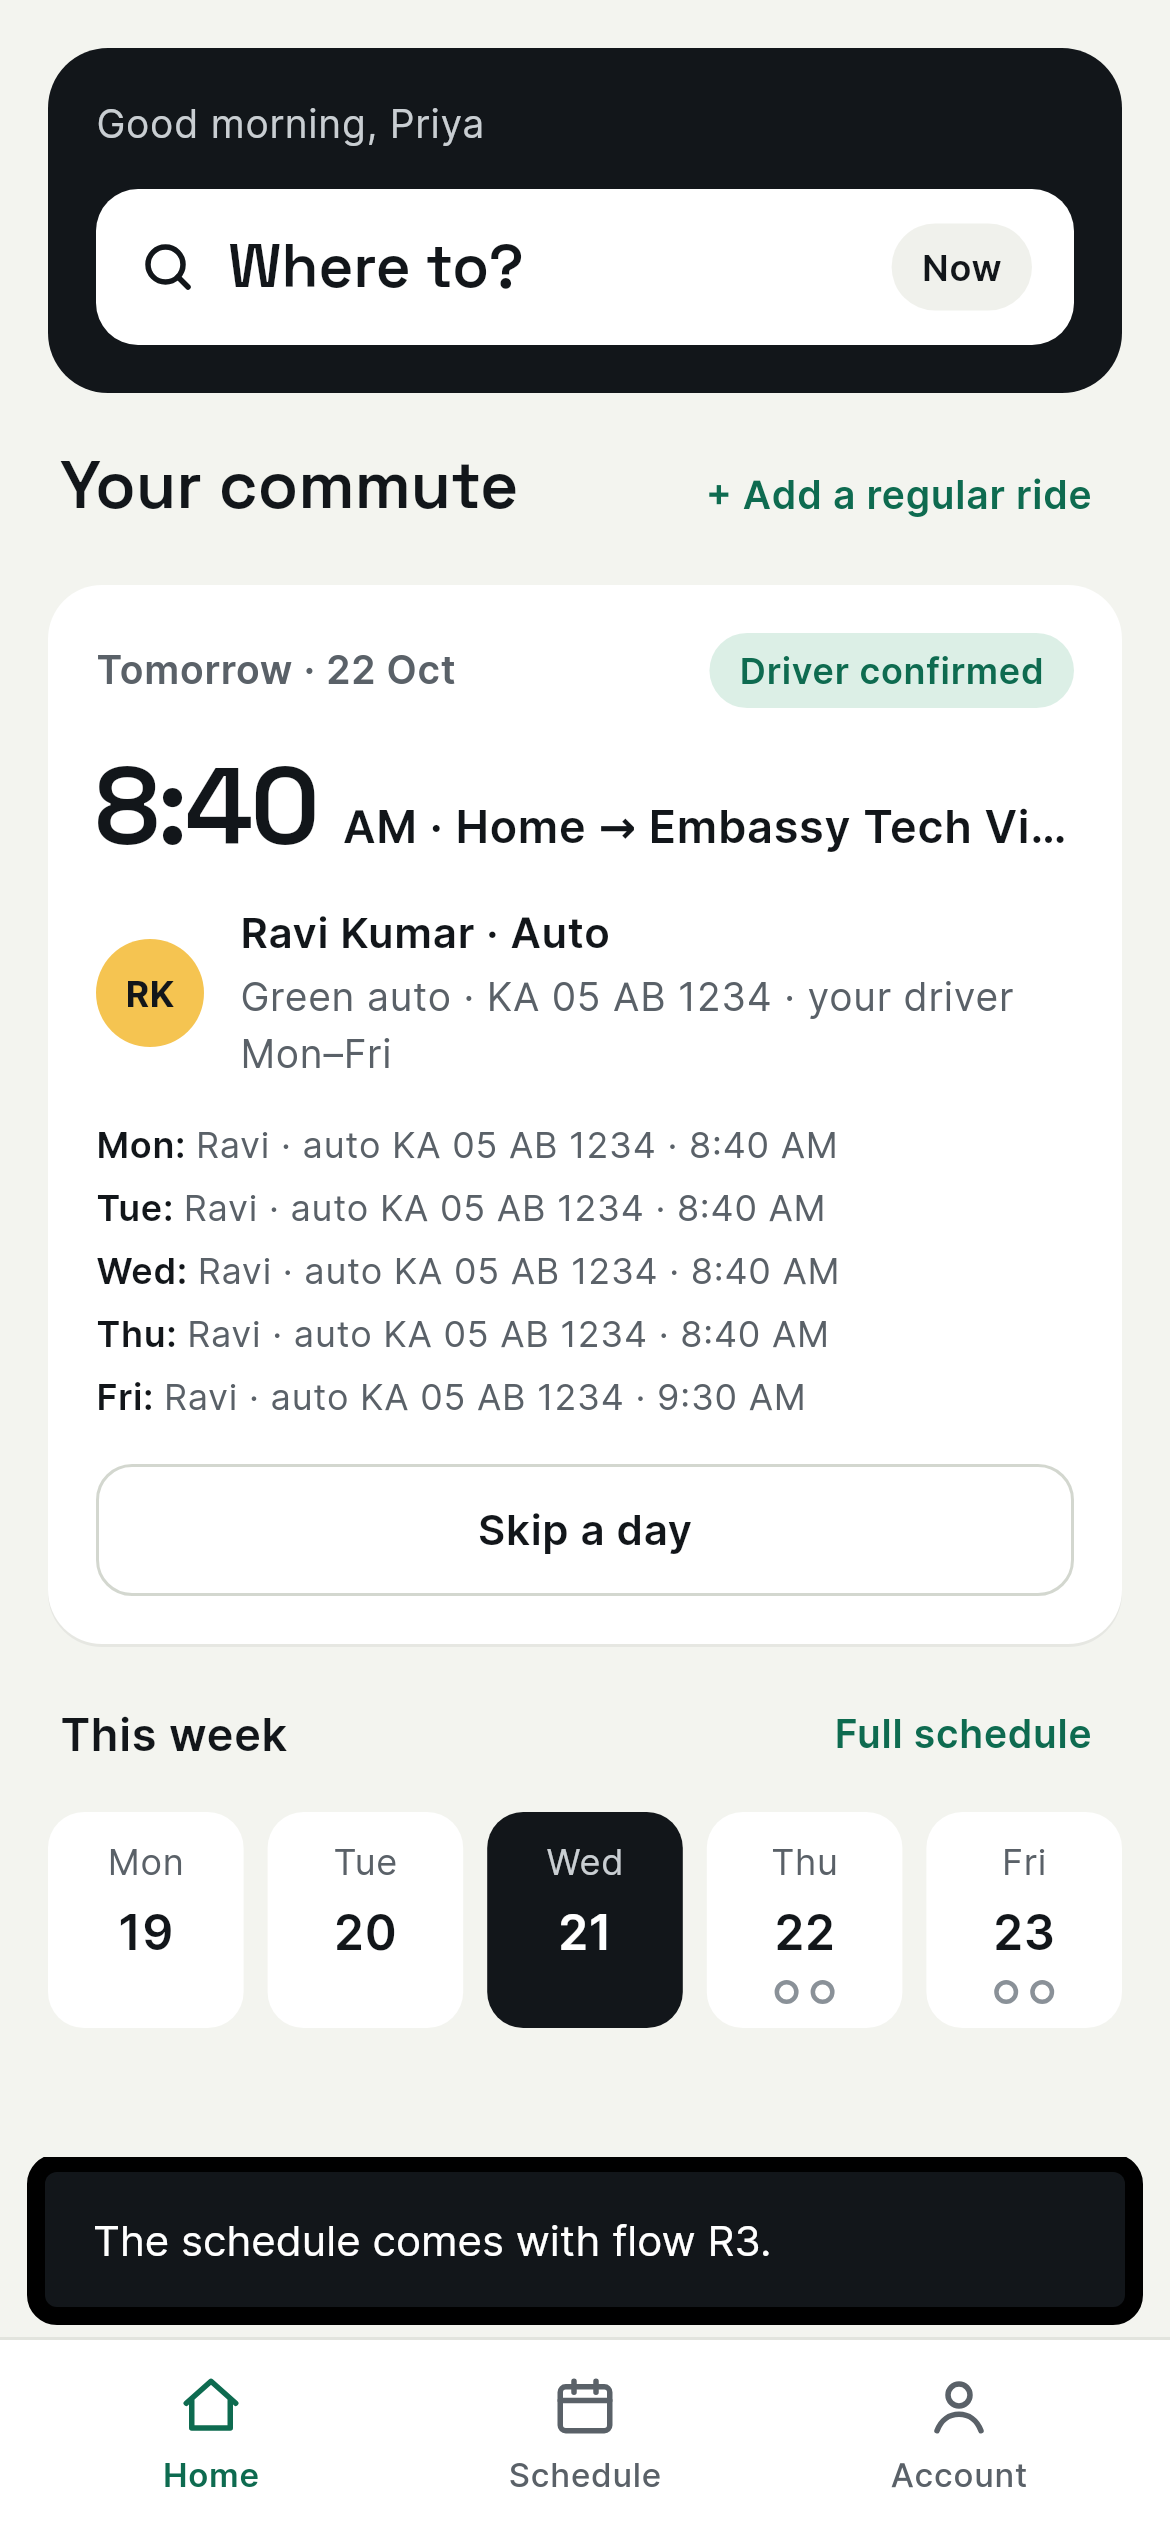 Good morning, Priya
Where to?
Now
Your commute
+ Add a regular ride
Tomorrow · 22 Oct
Driver confirmed
8:40 AM · Home → Embassy Tech Vi...
RK
Ravi Kumar · Auto
Green auto · KA 05 AB 1234 · your driver
Mon–Fri
Mon: Ravi · auto KA 05 AB 1234 · 8:40 AM
Tue: Ravi · auto KA 05 AB 1234 · 8:40 AM
Wed: Ravi · auto KA 05 AB 1234 · 8:40 AM
Thu: Ravi · auto KA 05 AB 1234 · 8:40 AM
Fri: Ravi · auto KA 05 AB 1234 · 9:30 AM
Skip a day
This week
Full schedule
Mon Tue Wed Thu Fri
19 20 21 22 23
The schedule comes with flow R3.
Home Schedule Account